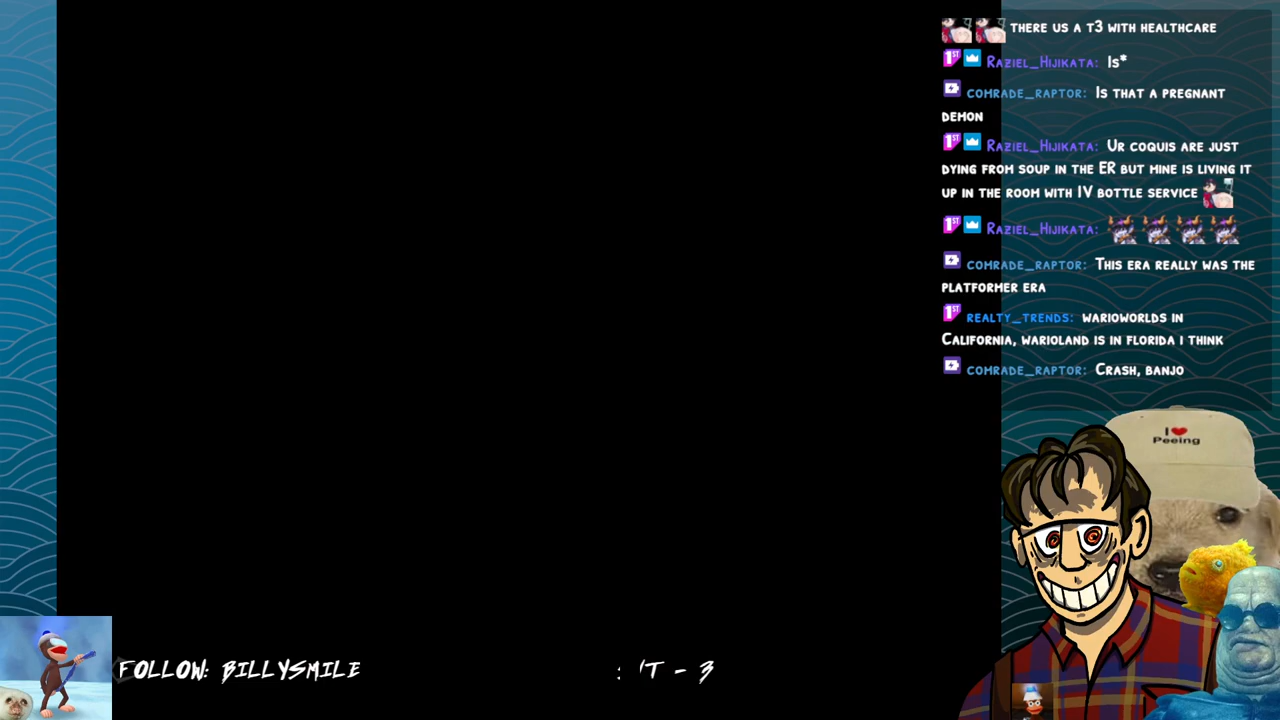 THERE US A T3 WITH HEALTHCARE
RAZIEL_HIJIKATA: IS*
COMRADE_RAPTOR: IS THAT A PREGNANT
DEMON
RAZIEL_HIJIKATA: UR COQUIS ARE JUST
DYING FROM SOUP IN THE ER BUT MINE IS LIVING IT
UP IN THE ROOM WITH IV BOTTLE SERVICE
RAZIEL_HIJIKATA:
COMRADE_RAPTOR: THIS ERA REALLY WAS THE
PLATFORMER ERA
REALTY_TRENDS: WARIOWORLDS IN
CALIFORNIA, WARIOLAND IS IN FLORIDA I THINK
COMRADE_RAPTOR: CRASH, BANJO
I ❤
Peeing
FOLLOW: BILLYSMILE
T - 3